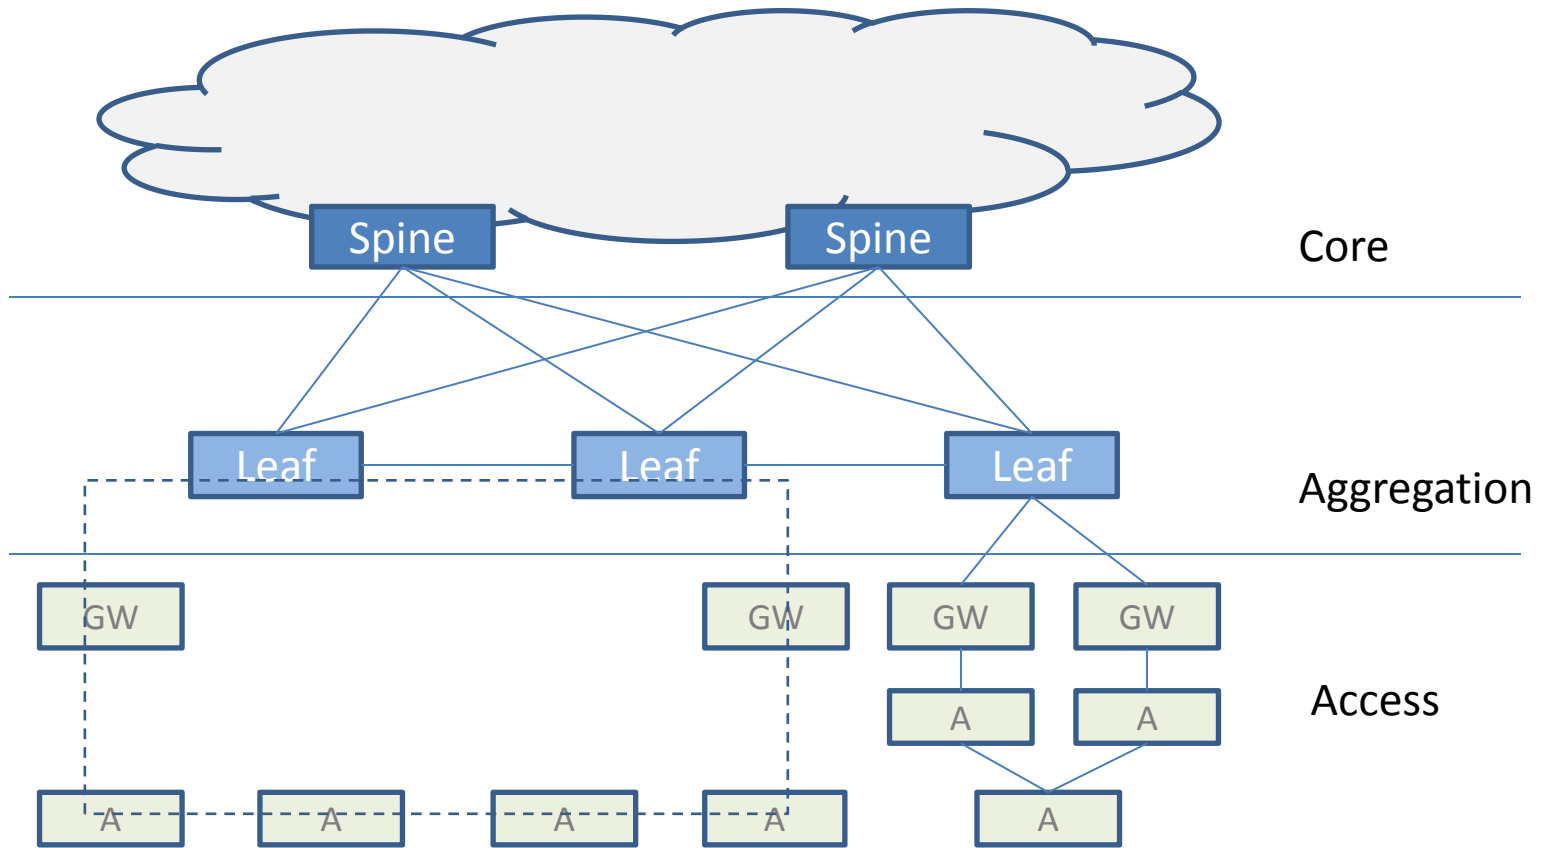 Spine
Spine
Core
Leaf
Leaf
Leaf
Aggregation
GW
GW
GW
GW
A
A
Access
A
A
A
A
A